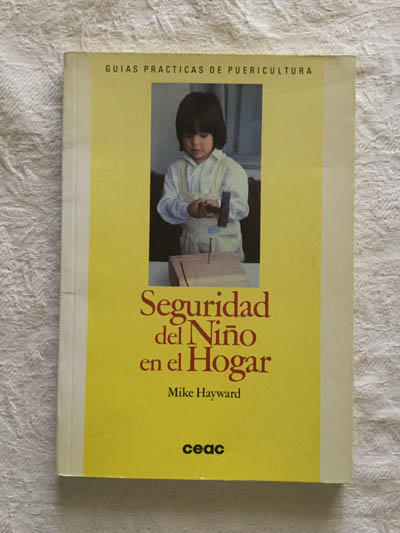 GUIAS PRACTICAS DE PUERICULTURA
Seguridad
del Niño
en el Hogar
Mike Hayward
ceac